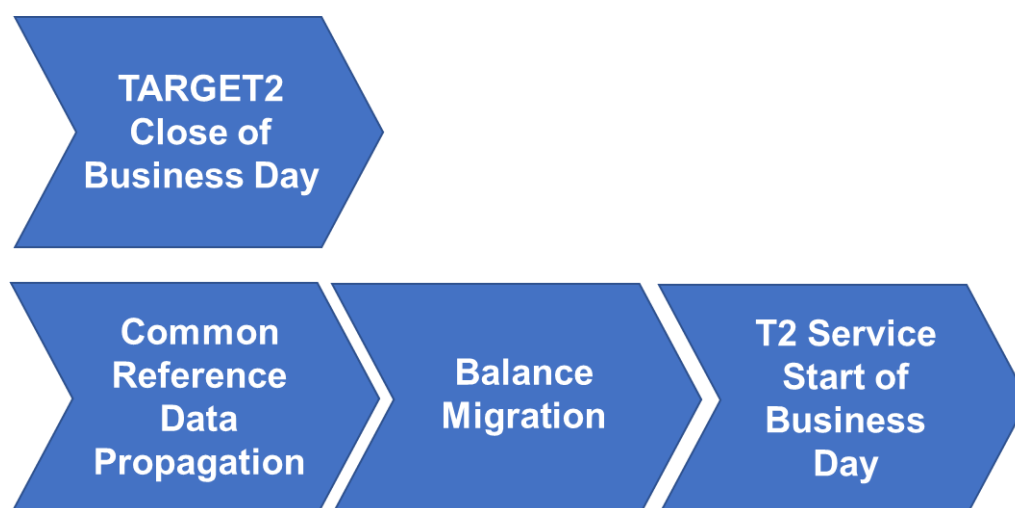 TARGET2
Close of
Business Day
Common
Reference
Data
Propagation
Balance
Migration
T2 Service
Start of
Business
Day